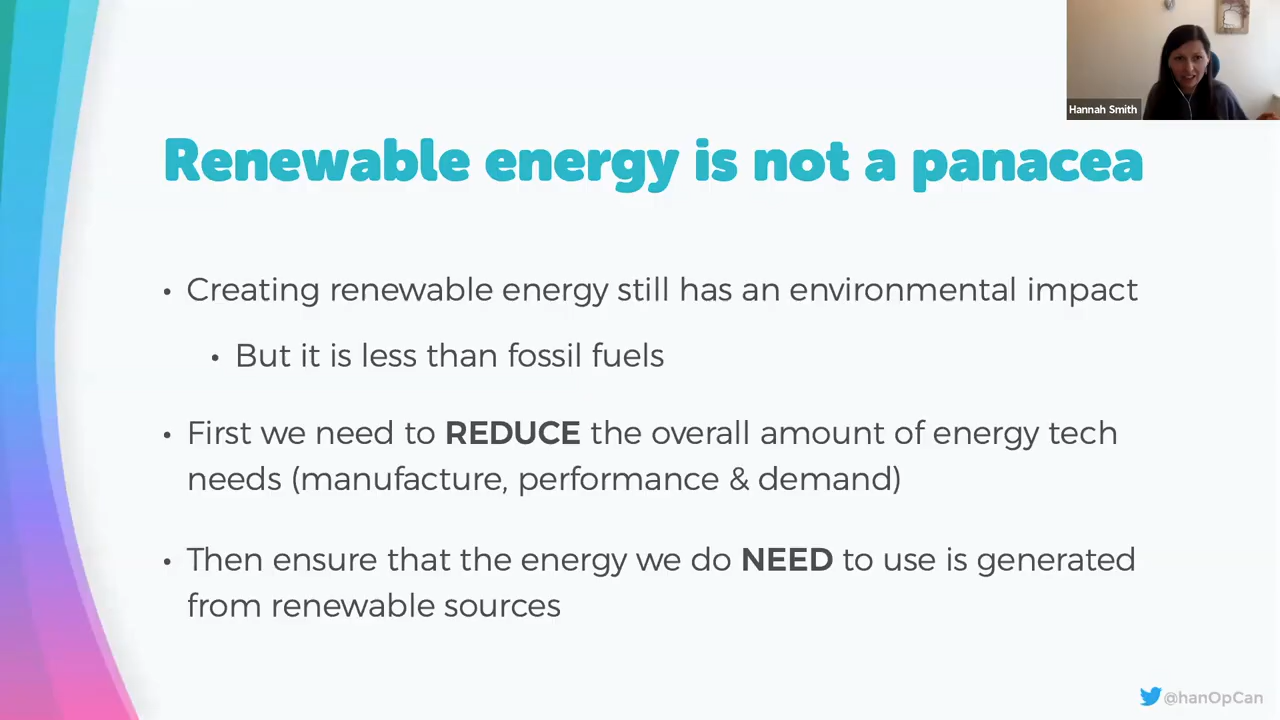 Hannah Smith
Renewable energy is not a panacea
• Creating renewable energy still has an environmental impact
• But it is less than fossil fuels
• First we need to REDUCE the overall amount of energy tech
needs (manufacture, performance & demand)
• Then ensure that the energy we do NEED to use is generated
from renewable sources
@hanOpCan